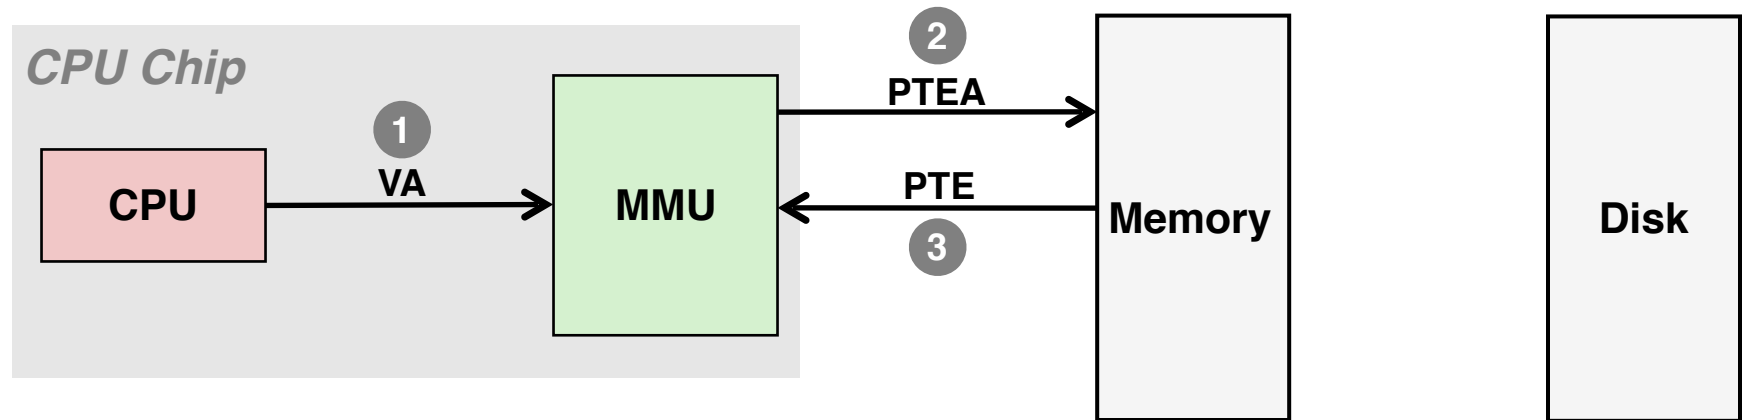 CPU Chip
2
PTEA
1
VA
CPU
MMU
PTE
3
Memory
Disk